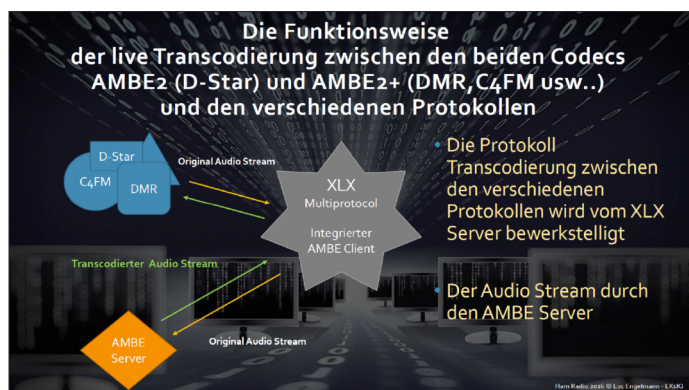 Die Funktionsweise
der live Transcodierung zwischen den beiden Codecs
AMBE2 (D-Star) und AMBE2+ (DMR,C4FM usw..)
und den verschiedenen Protokollen
D-Star
C4FM
DMR
Original Audio Stream
XLX
Multiprotocol
Integrierter
AMBE Client
Transcodierter Audio Stream
AMBE
Server
Original Audio Stream
• Die Protokoll
Transcodierung zwischen
den verschiedenen
Protokollen wird vom XLX
Server bewerkstelligt
• Der Audio Stream durch
den AMBE Server
Ham Radio 2016 © Luc Engelmann - LX1IQ